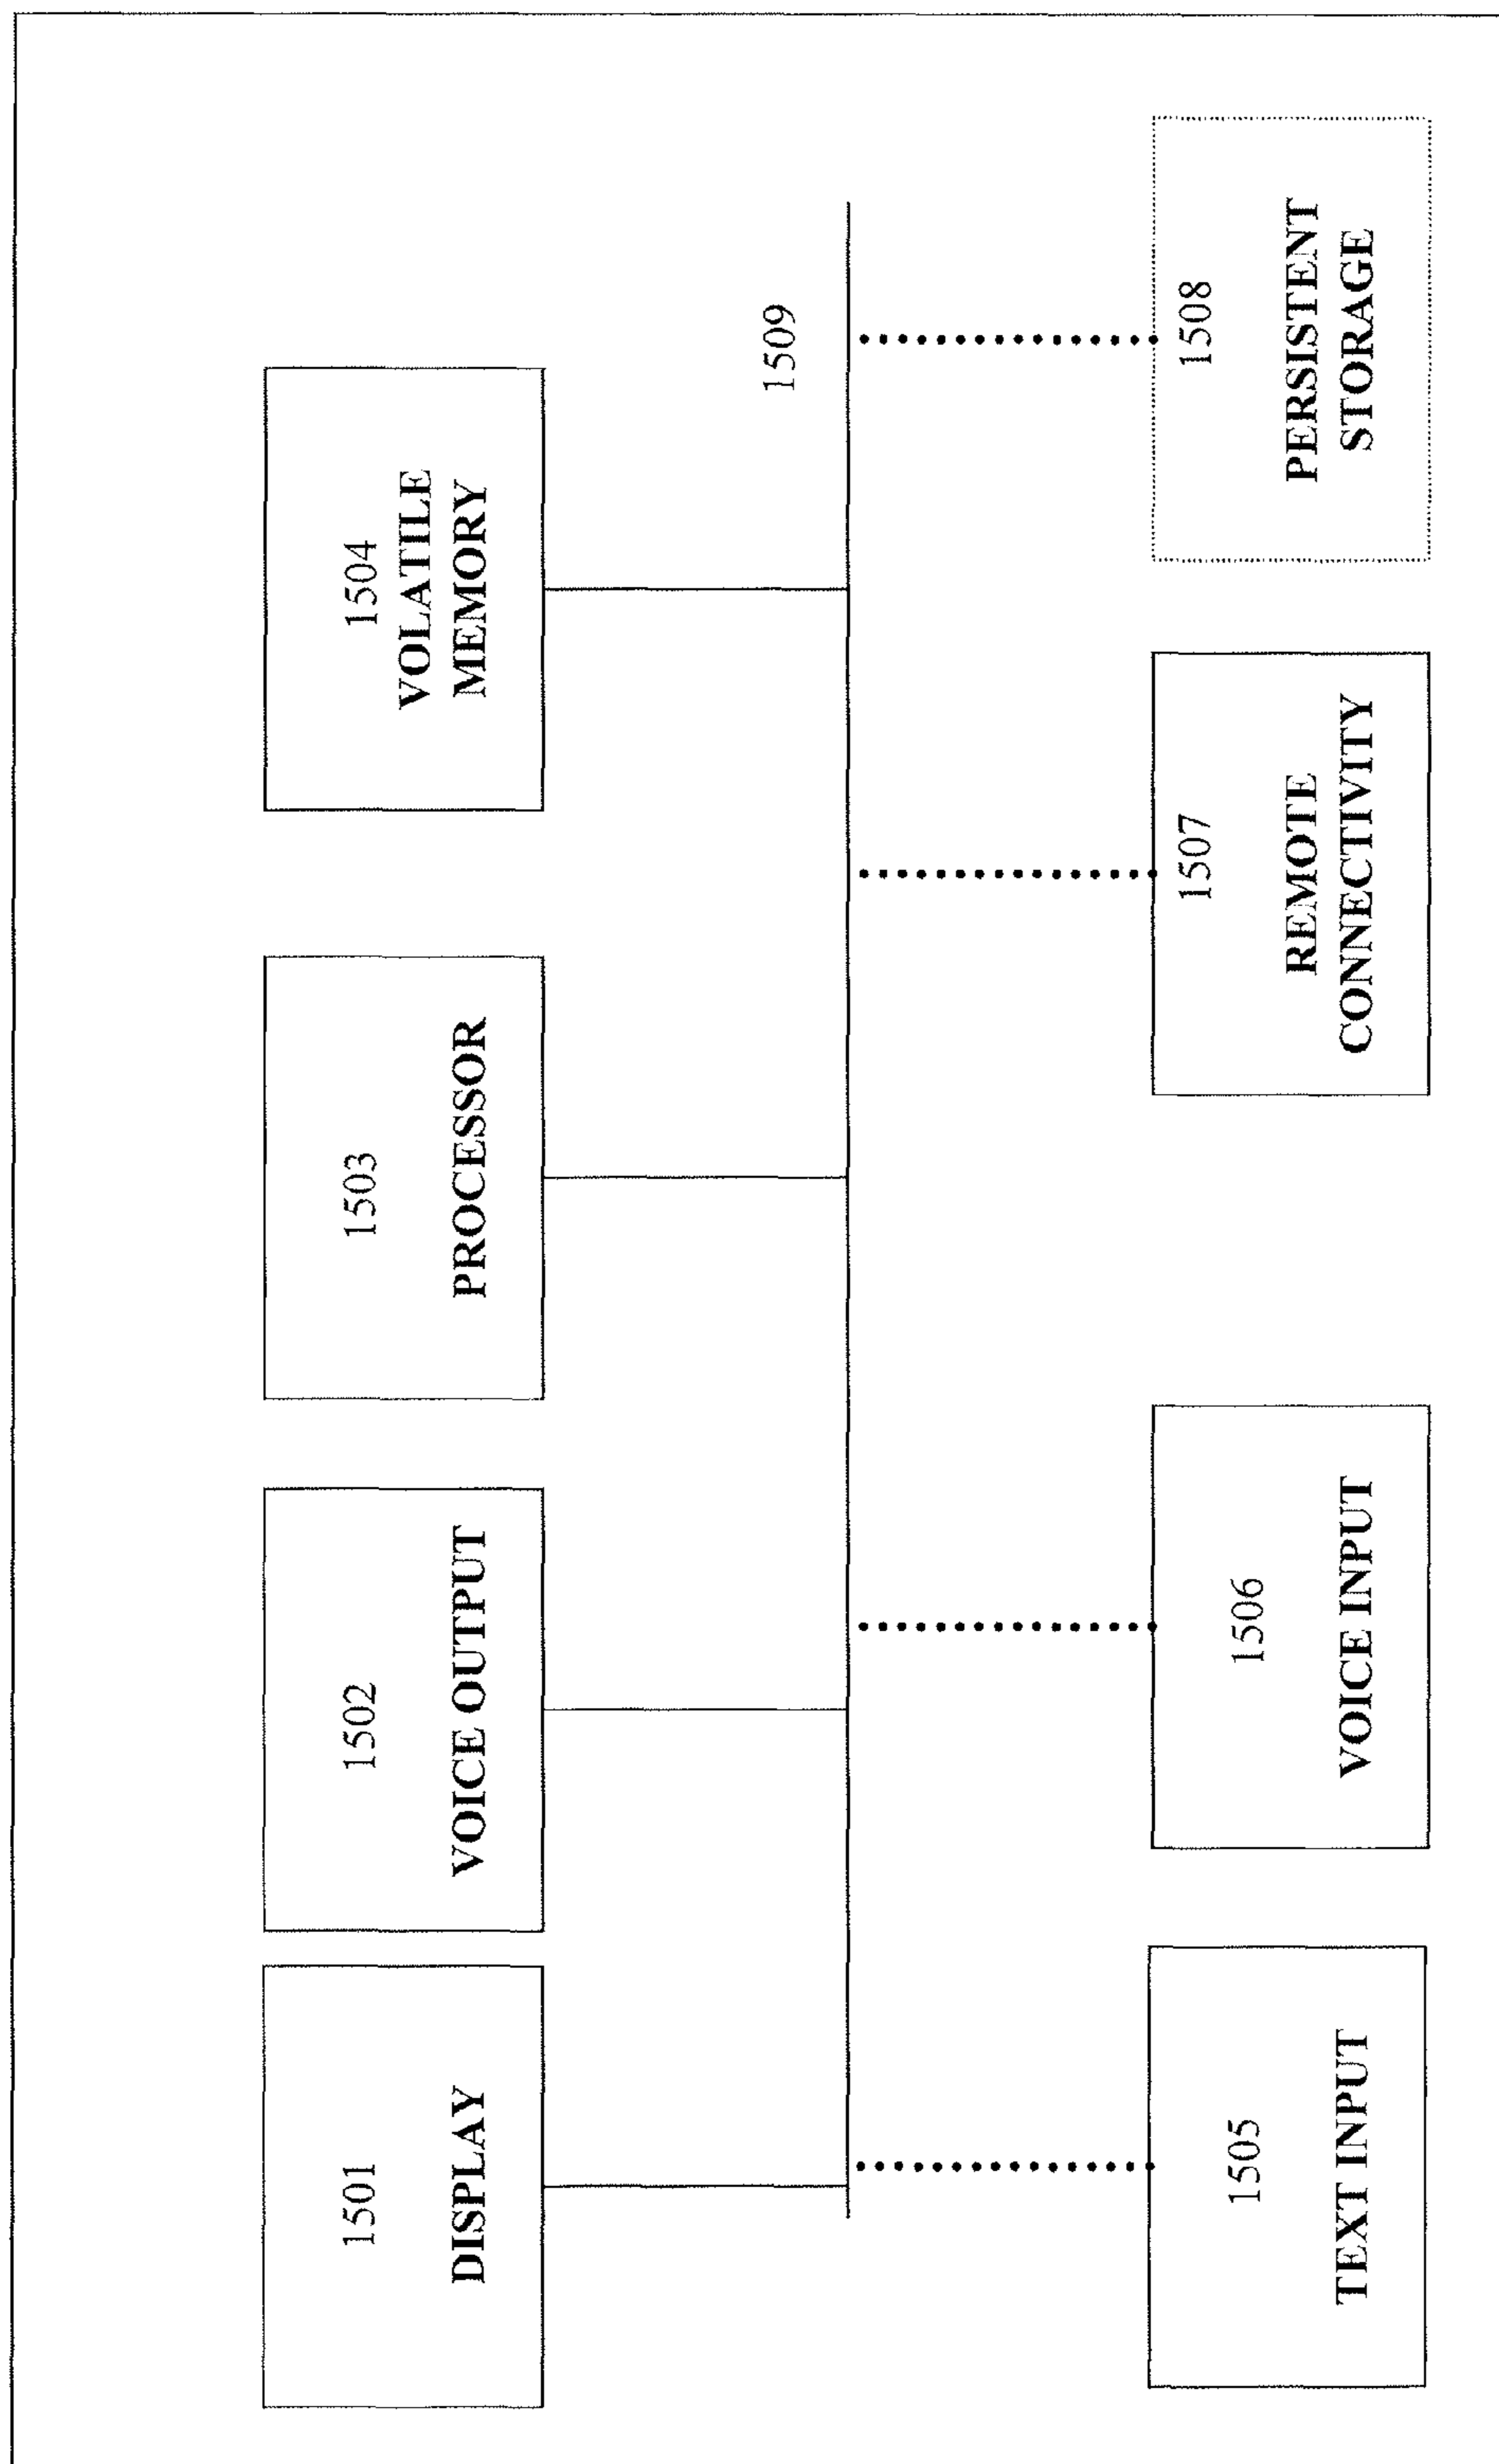 1501
DISPLAY
1502
VOICE OUTPUT
1503
PROCESSOR
1504
VOLATILE
MEMORY
1509
1505
TEXT INPUT
1506
VOICE INPUT
1507
REMOTE
CONNECTIVITY
1508
PERSISTENT
STORAGE